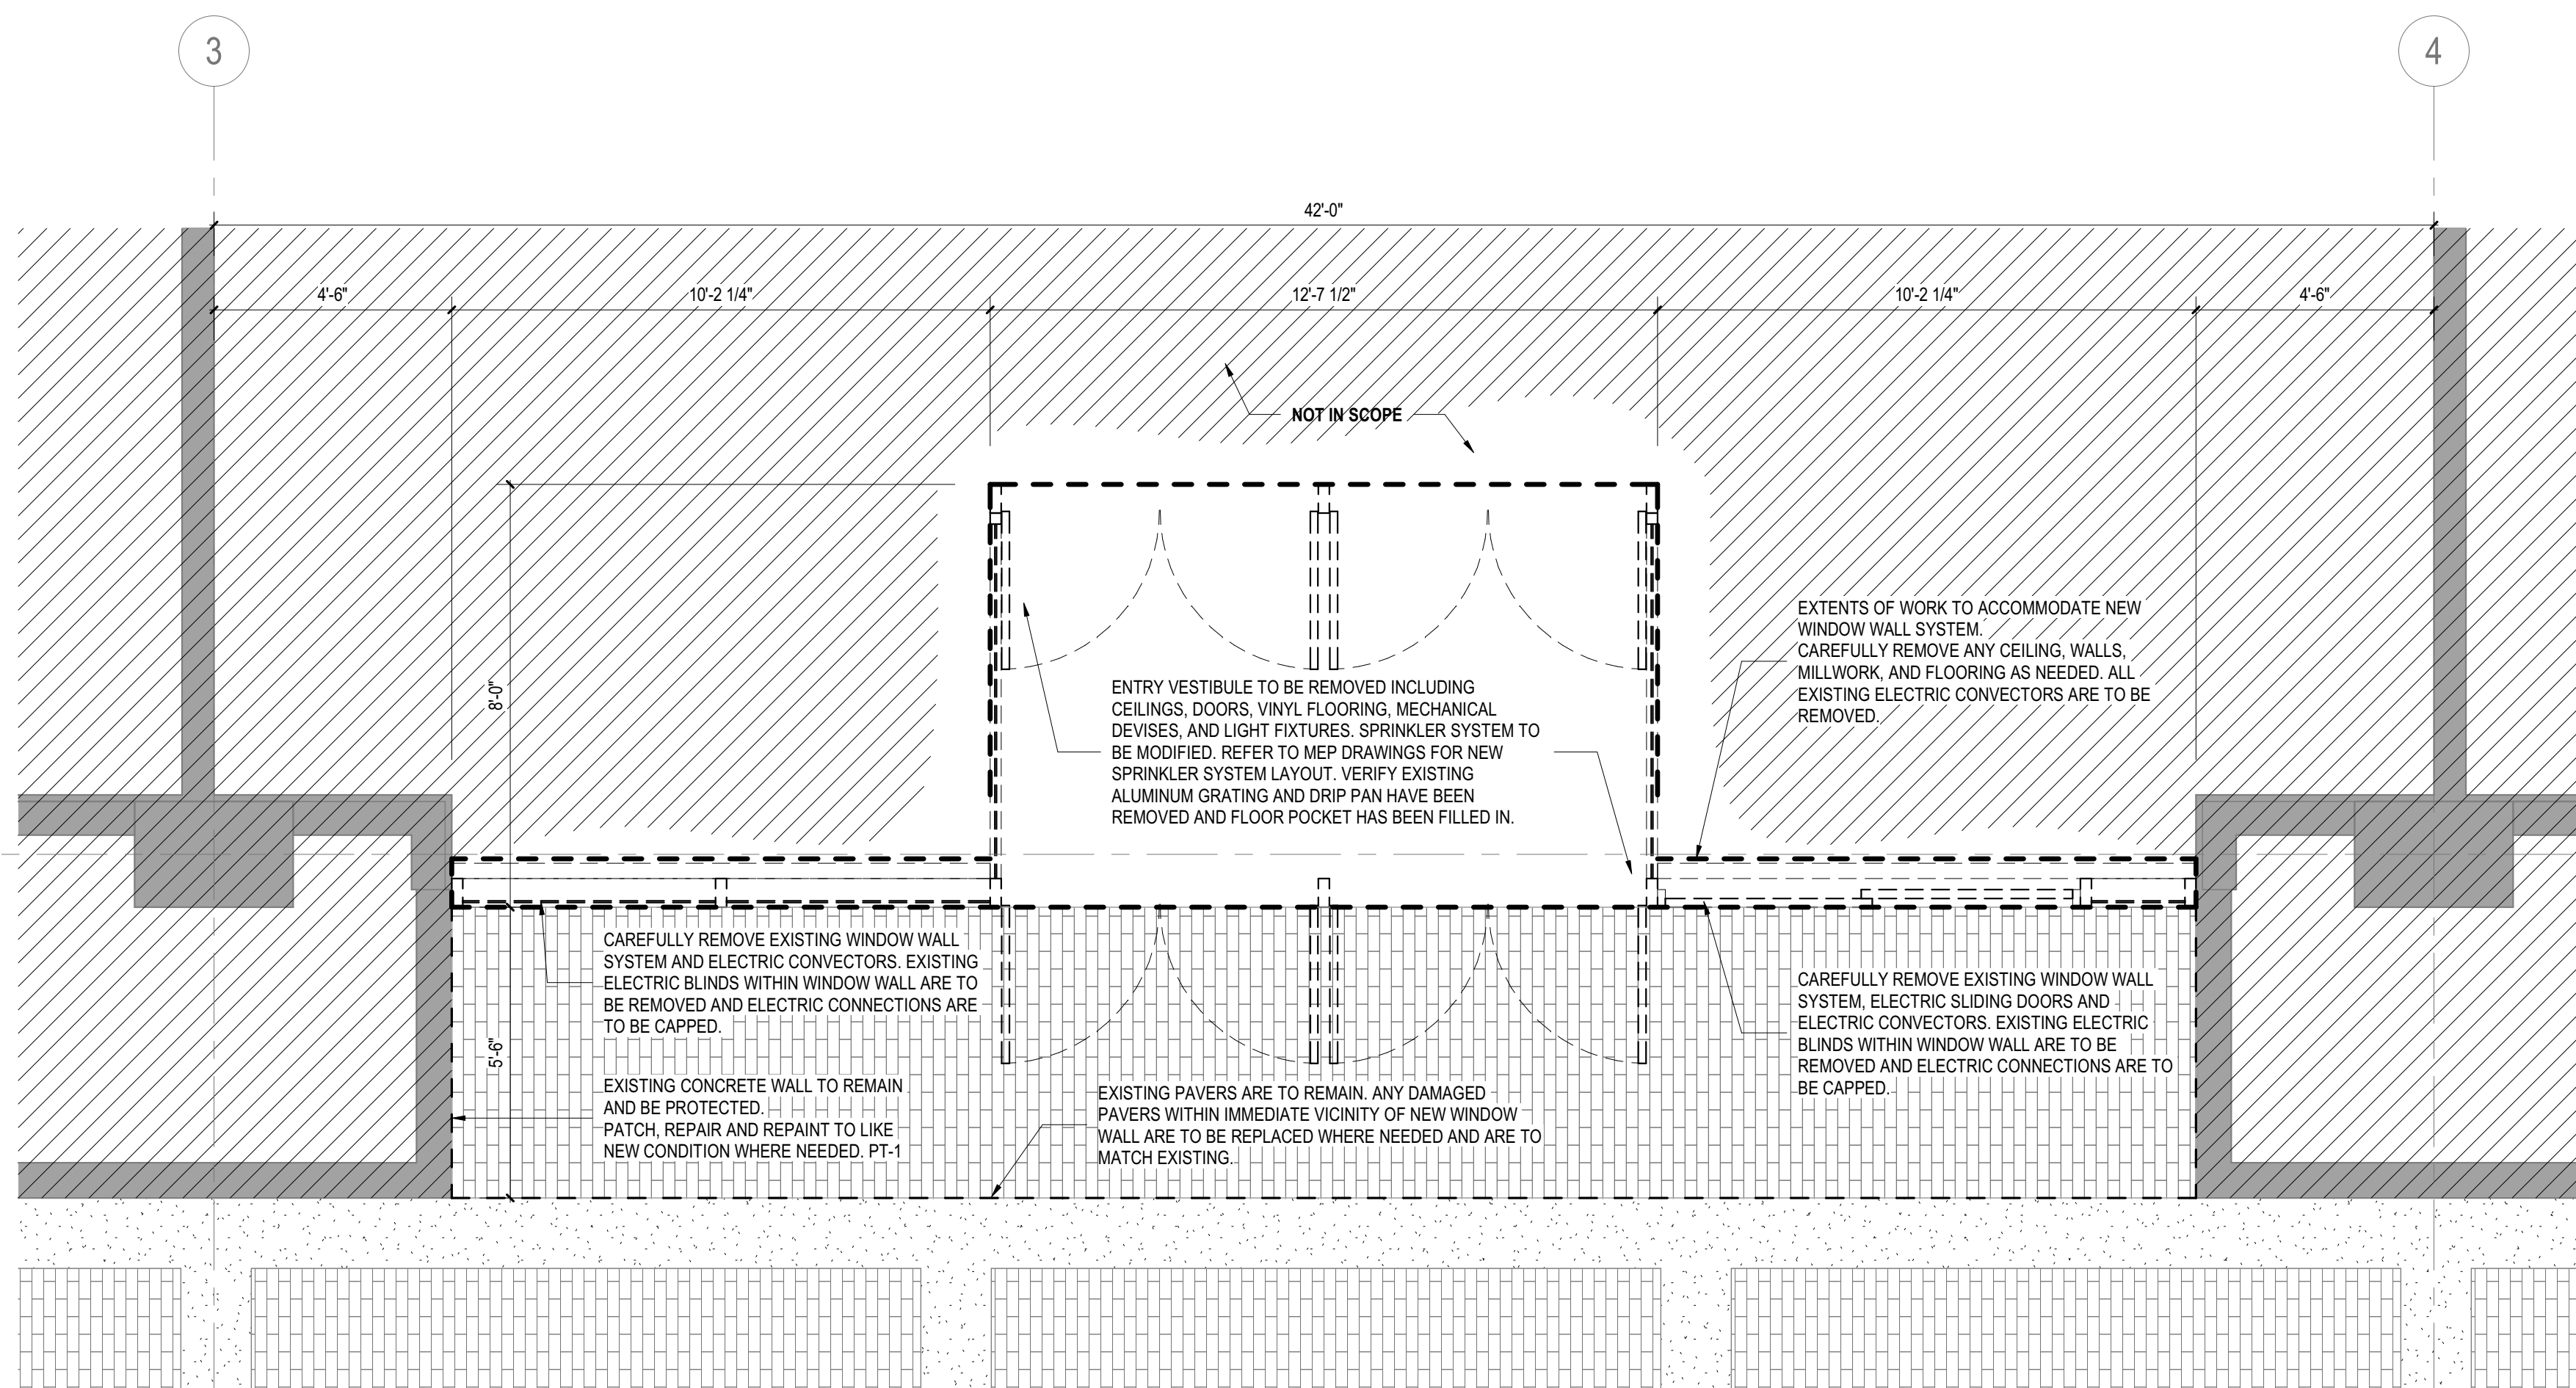 3
4
42'-0"
4'-6"
10'-2 1/4"
12'-7 1/2"
10'-2 1/4"
4'-6"
NOT IN SCOPE
8'-0"
EXTENTS OF WORK TO ACCOMMODATE NEW
WINDOW WALL SYSTEM.
CAREFULLY REMOVE ANY CEILING, WALLS,
MILLWORK, AND FLOORING AS NEEDED. ALL
EXISTING ELECTRIC CONVECTORS ARE TO BE
REMOVED.
ENTRY VESTIBULE TO BE REMOVED INCLUDING
CEILINGS, DOORS, VINYL FLOORING, MECHANICAL
DEVISES, AND LIGHT FIXTURES. SPRINKLER SYSTEM TO
BE MODIFIED. REFER TO MEP DRAWINGS FOR NEW
SPRINKLER SYSTEM LAYOUT. VERIFY EXISTING
ALUMINUM GRATING AND DRIP PAN HAVE BEEN
REMOVED AND FLOOR POCKET HAS BEEN FILLED IN.
CAREFULLY REMOVE EXISTING WINDOW WALL
SYSTEM AND ELECTRIC CONVECTORS. EXISTING
ELECTRIC BLINDS WITHIN WINDOW WALL ARE TO
BE REMOVED AND ELECTRIC CONNECTIONS ARE
TO BE CAPPED.
CAREFULLY REMOVE EXISTING WINDOW WALL
SYSTEM, ELECTRIC SLIDING DOORS AND
ELECTRIC CONVECTORS. EXISTING ELECTRIC
BLINDS WITHIN WINDOW WALL ARE TO BE
REMOVED AND ELECTRIC CONNECTIONS ARE TO
BE CAPPED.
5'-6"
EXISTING CONCRETE WALL TO REMAIN
AND BE PROTECTED.
PATCH, REPAIR AND REPAINT TO LIKE
NEW CONDITION WHERE NEEDED. PT-1
EXISTING PAVERS ARE TO REMAIN. ANY DAMAGED
PAVERS WITHIN IMMEDIATE VICINITY OF NEW WINDOW
WALL ARE TO BE REPLACED WHERE NEEDED AND ARE TO
MATCH EXISTING.